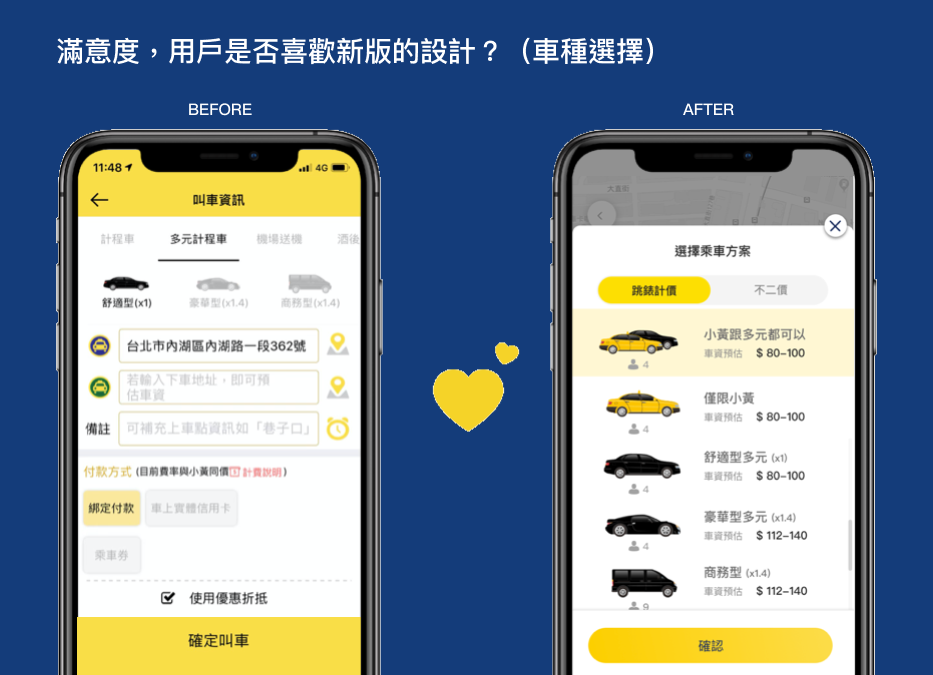 滿意度，用戶是否喜歡新版的設計？（車種選擇）
BEFORE
11:48
4G
叫車資訊
計程車 多元計程車 機場送機 酒後
舒適型(x1) 豪華型(x1.4) 商務型(x1.4)
台北市內湖區內湖路一段362號
若輸入下車地址，即可預
估車資
備註 可補充上車點資訊如「巷子口」
付款方式 (目前費率與小黃同價 計費說明)
綁定付款 車上實體信用卡
乘車券
使用優惠折抵
確定叫車
AFTER
選擇乘車方案
跳錶計價 不二價
小黃跟多元都可以
4 車資預估 $ 80–100
僅限小黃
4 車資預估 $ 80–100
舒適型多元 (x1)
4 車資預估 $ 80–100
豪華型多元 (x1.4)
4 車資預估 $ 112–140
商務型 (x1.4)
9 車資預估 $ 112–140
確認